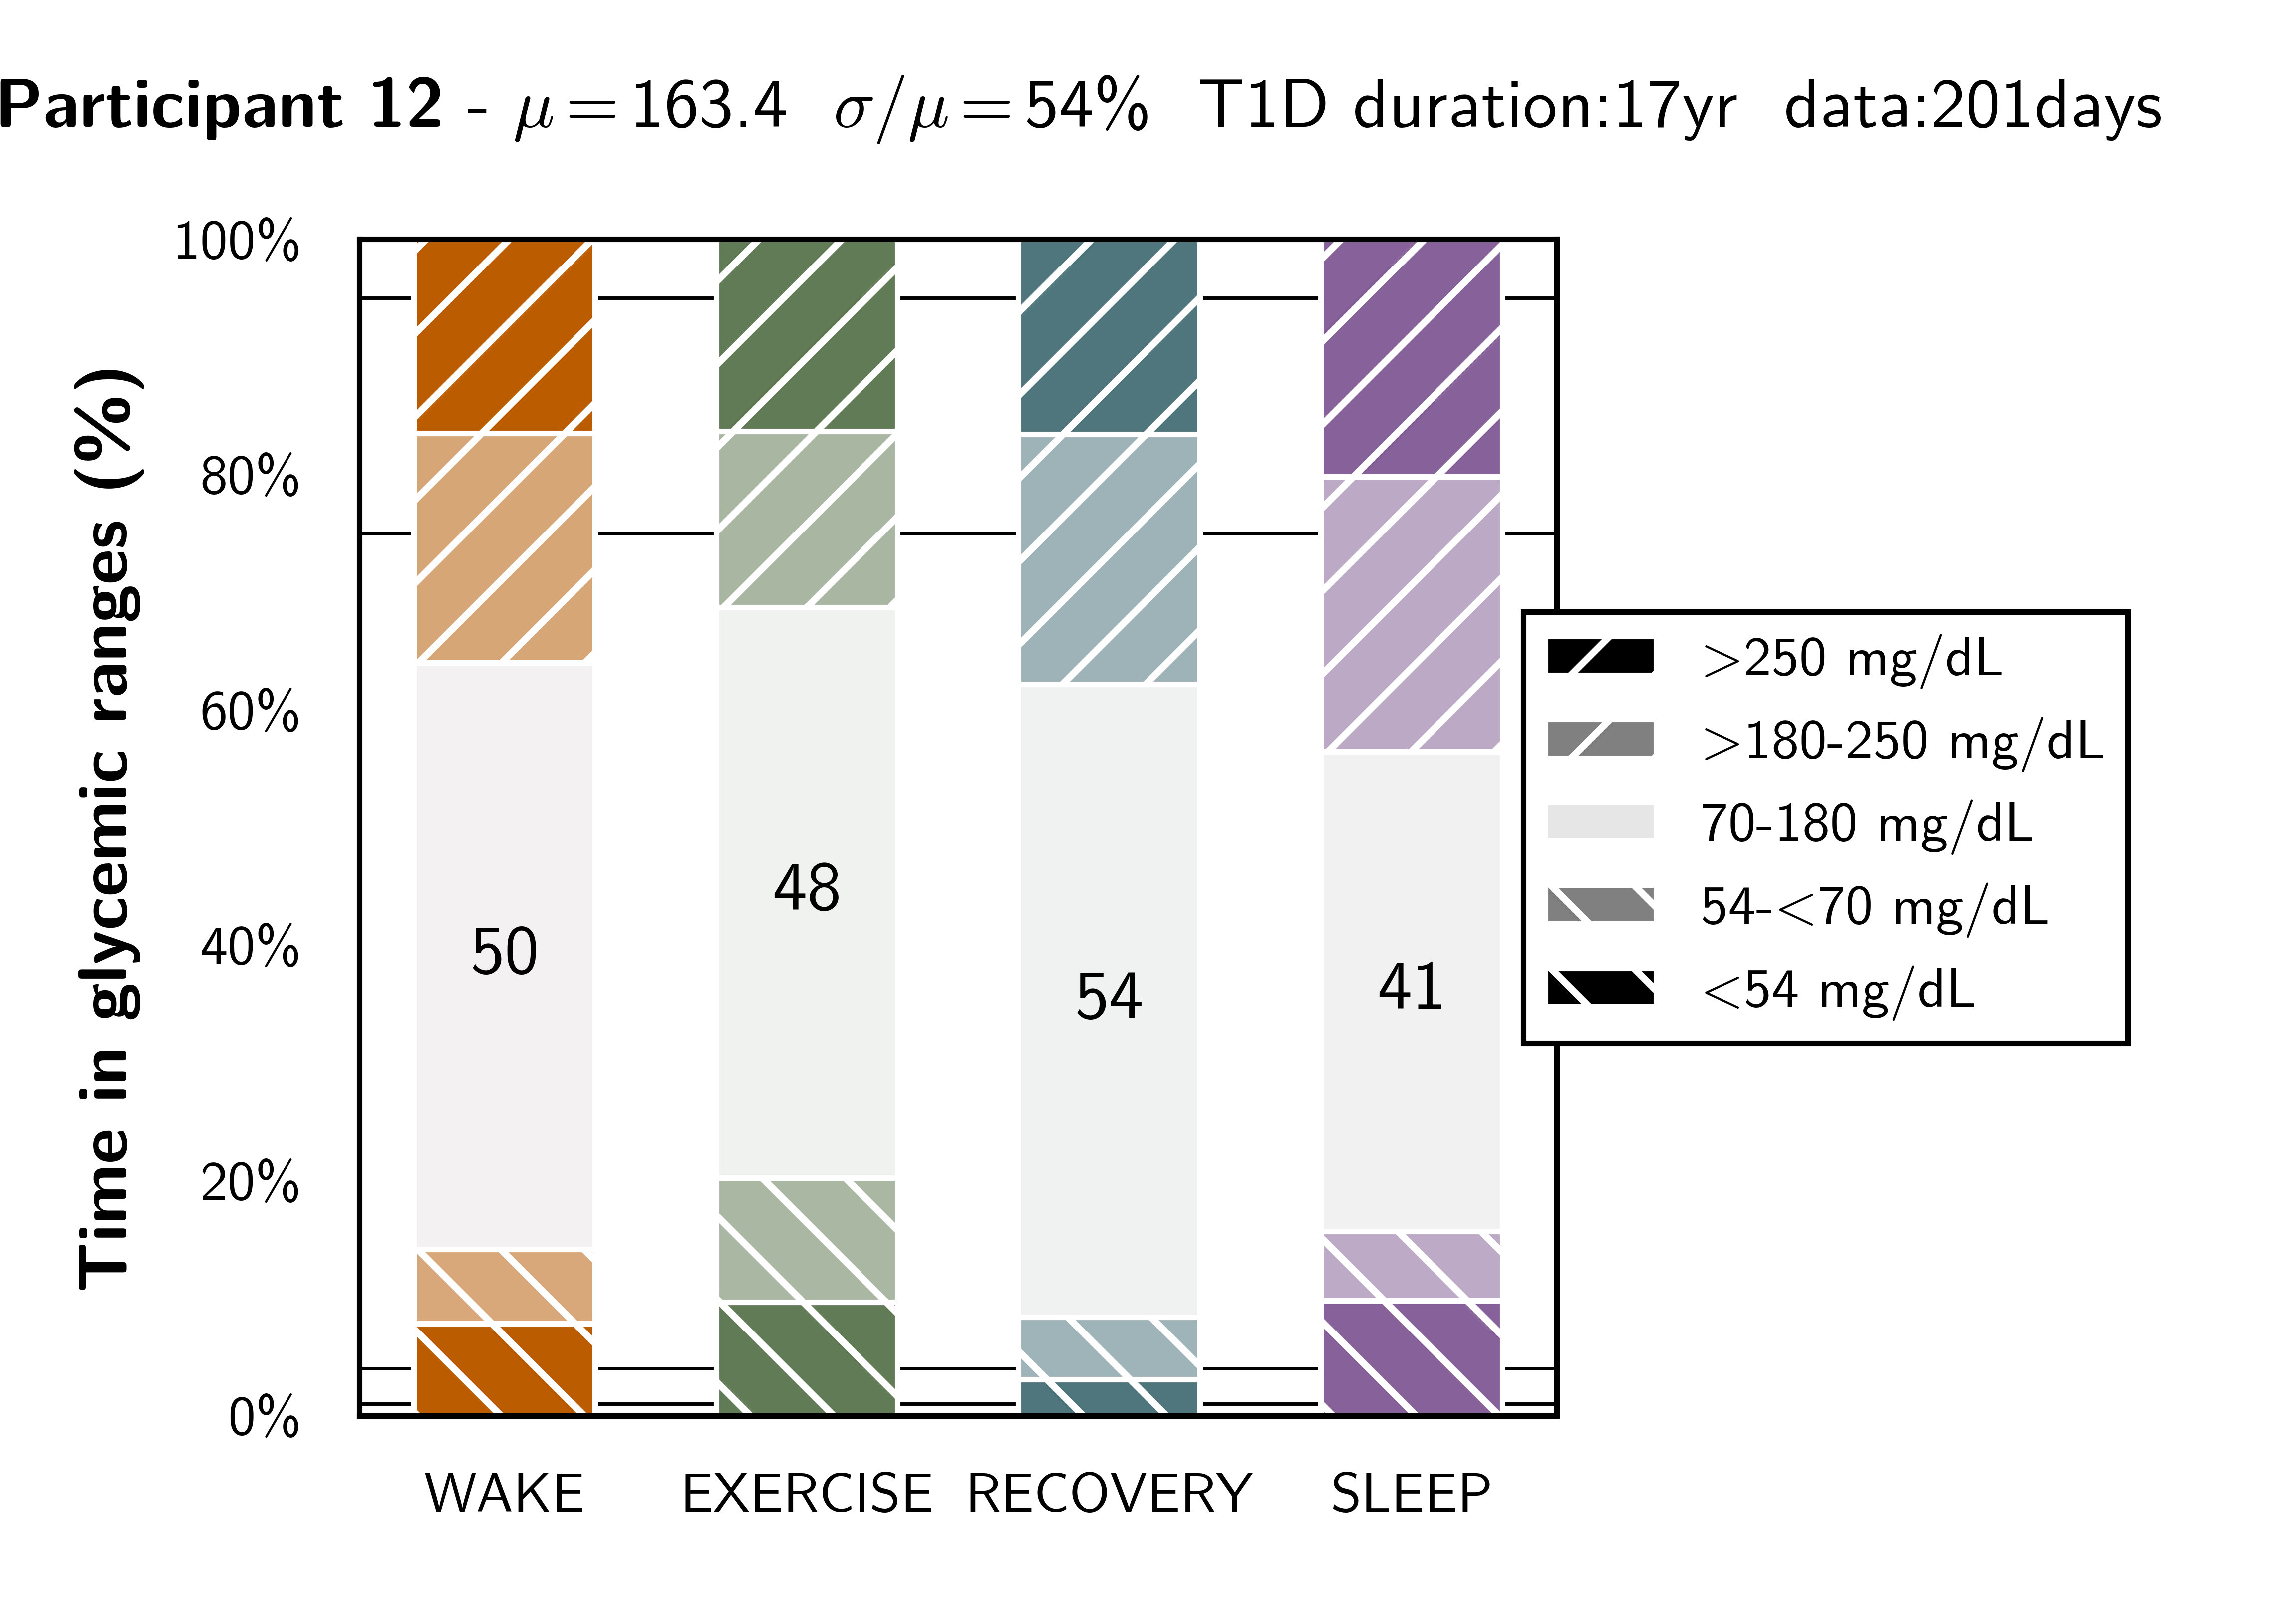 Participant 12 - μ=163.4 σ/μ=54% T1D duration:17yr data:201days
Time in glycemic ranges (%)
100%
80%
60%
40%
20%
0%
50
48
54
41
WAKE
EXERCISE
RECOVERY
SLEEP
>250 mg/dL
>180-250 mg/dL
70-180 mg/dL
54-<70 mg/dL
<54 mg/dL